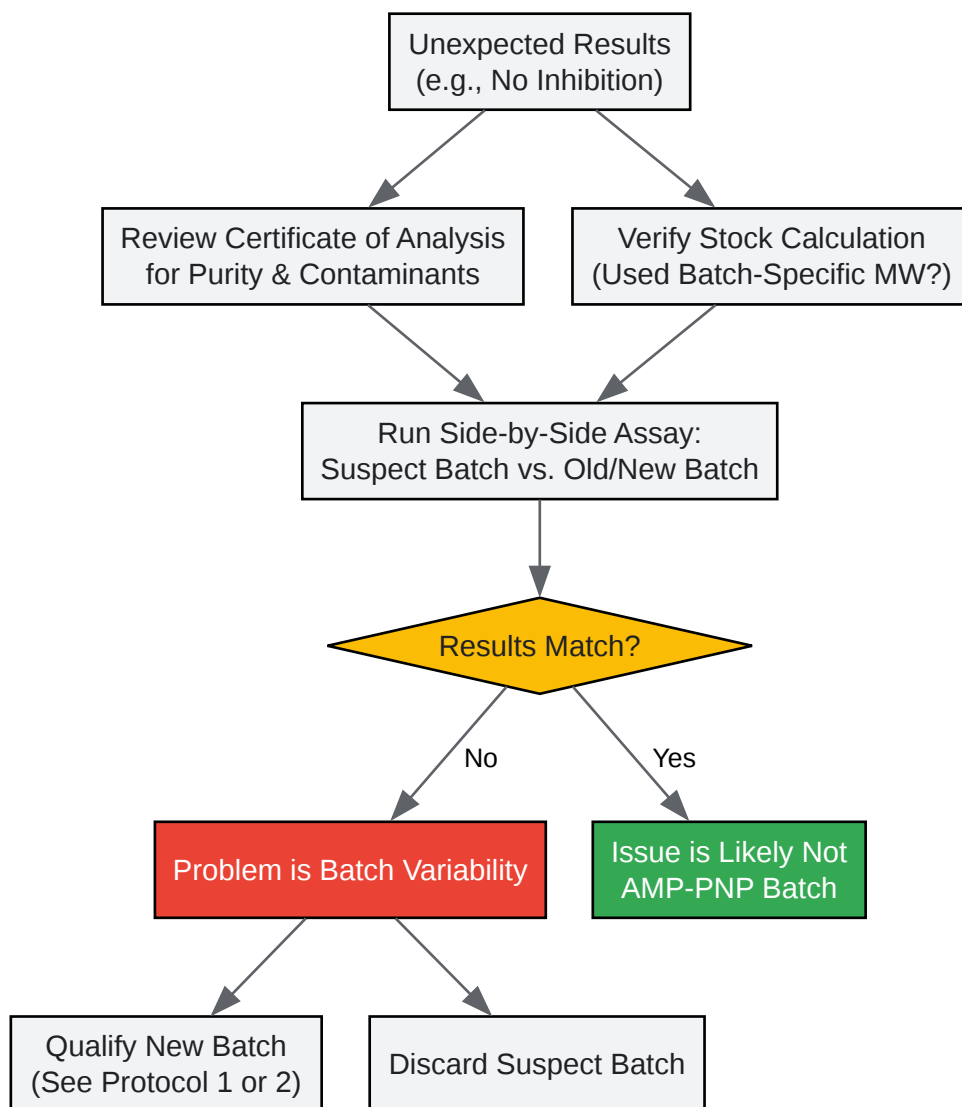 Unexpected Results
(e.g., No Inhibition)
Review Certificate of Analysis
for Purity & Contaminants
Verify Stock Calculation
(Used Batch-Specific MW?)
Run Side-by-Side Assay:
Suspect Batch vs. Old/New Batch
Results Match?
No
Yes
Problem is Batch Variability
Issue is Likely Not
AMP-PNP Batch
Qualify New Batch
(See Protocol 1 or 2)
Discard Suspect Batch